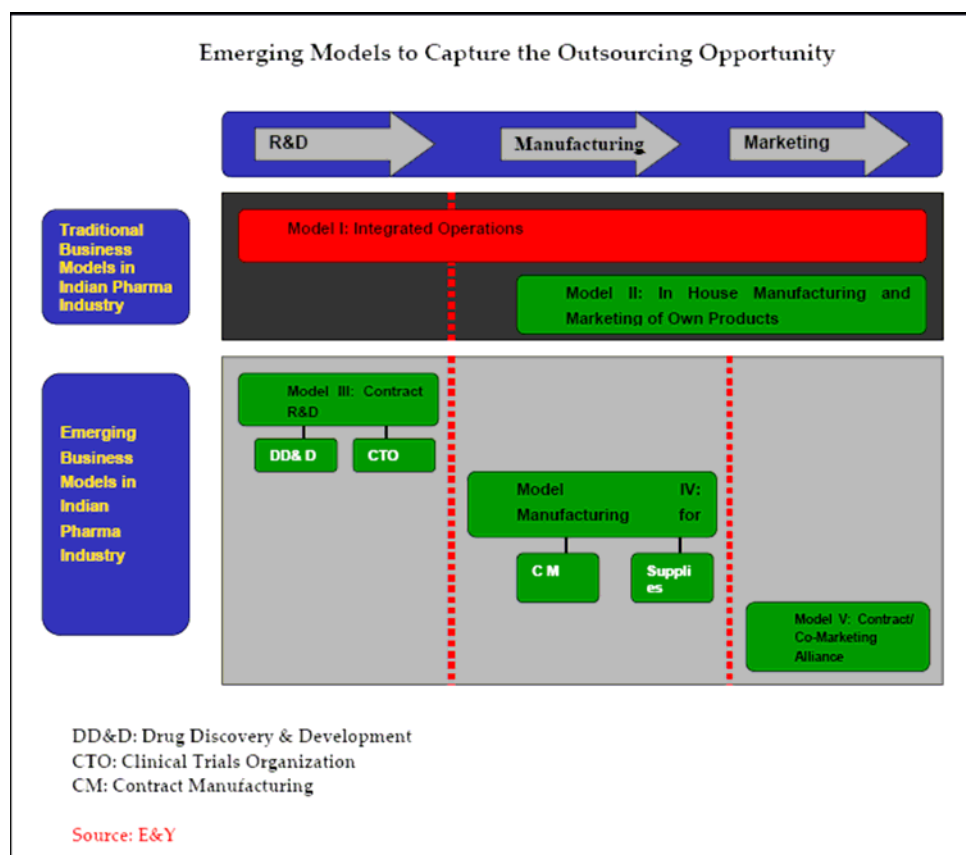 Emerging Models to Capture the Outsourcing Opportunity
R&D
Manufacturing
Marketing
Traditional
Business
Models in
Indian Pharma
Industry
Model I: Integrated Operations
Model II: In House Manufacturing and
Marketing of Own Products
Emerging
Business
Models in
Indian
Pharma
Industry
Model III: Contract
R&D
DD& D
CTO
Model IV:
Manufacturing for
C M
Suppli
es
Model V: Contract/
Co-Marketing
Alliance
DD&D: Drug Discovery & Development
CTO: Clinical Trials Organization
CM: Contract Manufacturing
Source: E&Y